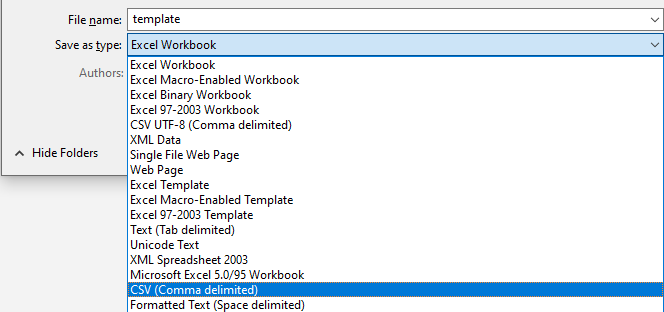 File name: template
Save as type: Excel Workbook
Authors:
Excel Workbook
Excel Macro-Enabled Workbook
Excel Binary Workbook
Excel 97-2003 Workbook
CSV UTF-8 (Comma delimited)
XML Data
Single File Web Page
Web Page
Excel Template
Excel Macro-Enabled Template
Excel 97-2003 Template
Text (Tab delimited)
Unicode Text
XML Spreadsheet 2003
Microsoft Excel 5.0/95 Workbook
CSV (Comma delimited)
Formatted Text (Space delimited)
Hide Folders